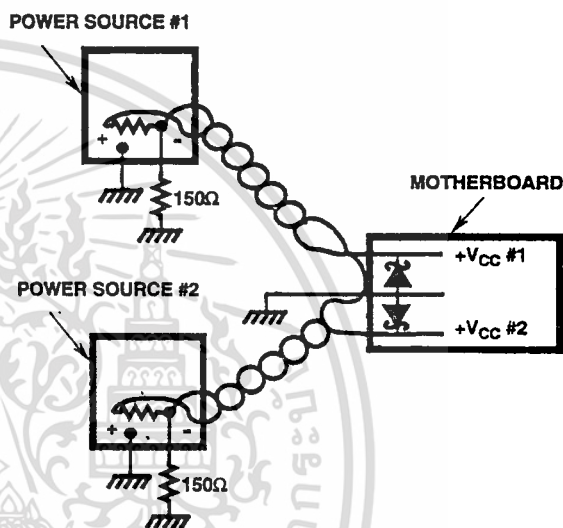 POWER SOURCE #1
+ -
150Ω
MOTHERBOARD
+VCC #1
+VCC #2
POWER SOURCE #2
+ -
150Ω